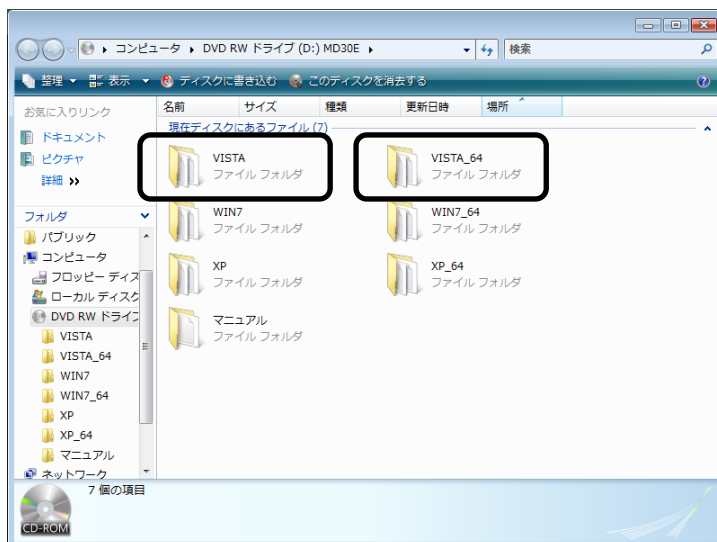 コンピュータ ▸ DVD RW ドライブ (D:) MD30E ▸ 検索
整理 表示 ディスクに書き込む このディスクを消去する
お気に入りリンク
ドキュメント
ピクチャ
詳細 »
フォルダ
パブリック
コンピュータ
フロッピー ディス
ローカル ディスク
DVD RW ドライブ
VISTA
VISTA_64
WIN7
WIN7_64
XP
XP_64
マニュアル
ネットワーク
名前 サイズ 種類 更新日時 場所
現在ディスクにあるファイル (7)
VISTA
ファイル フォルダ
VISTA_64
ファイル フォルダ
WIN7
ファイル フォルダ
WIN7_64
ファイル フォルダ
XP
ファイル フォルダ
XP_64
ファイル フォルダ
マニュアル
ファイル フォルダ
7 個の項目
CD-ROM